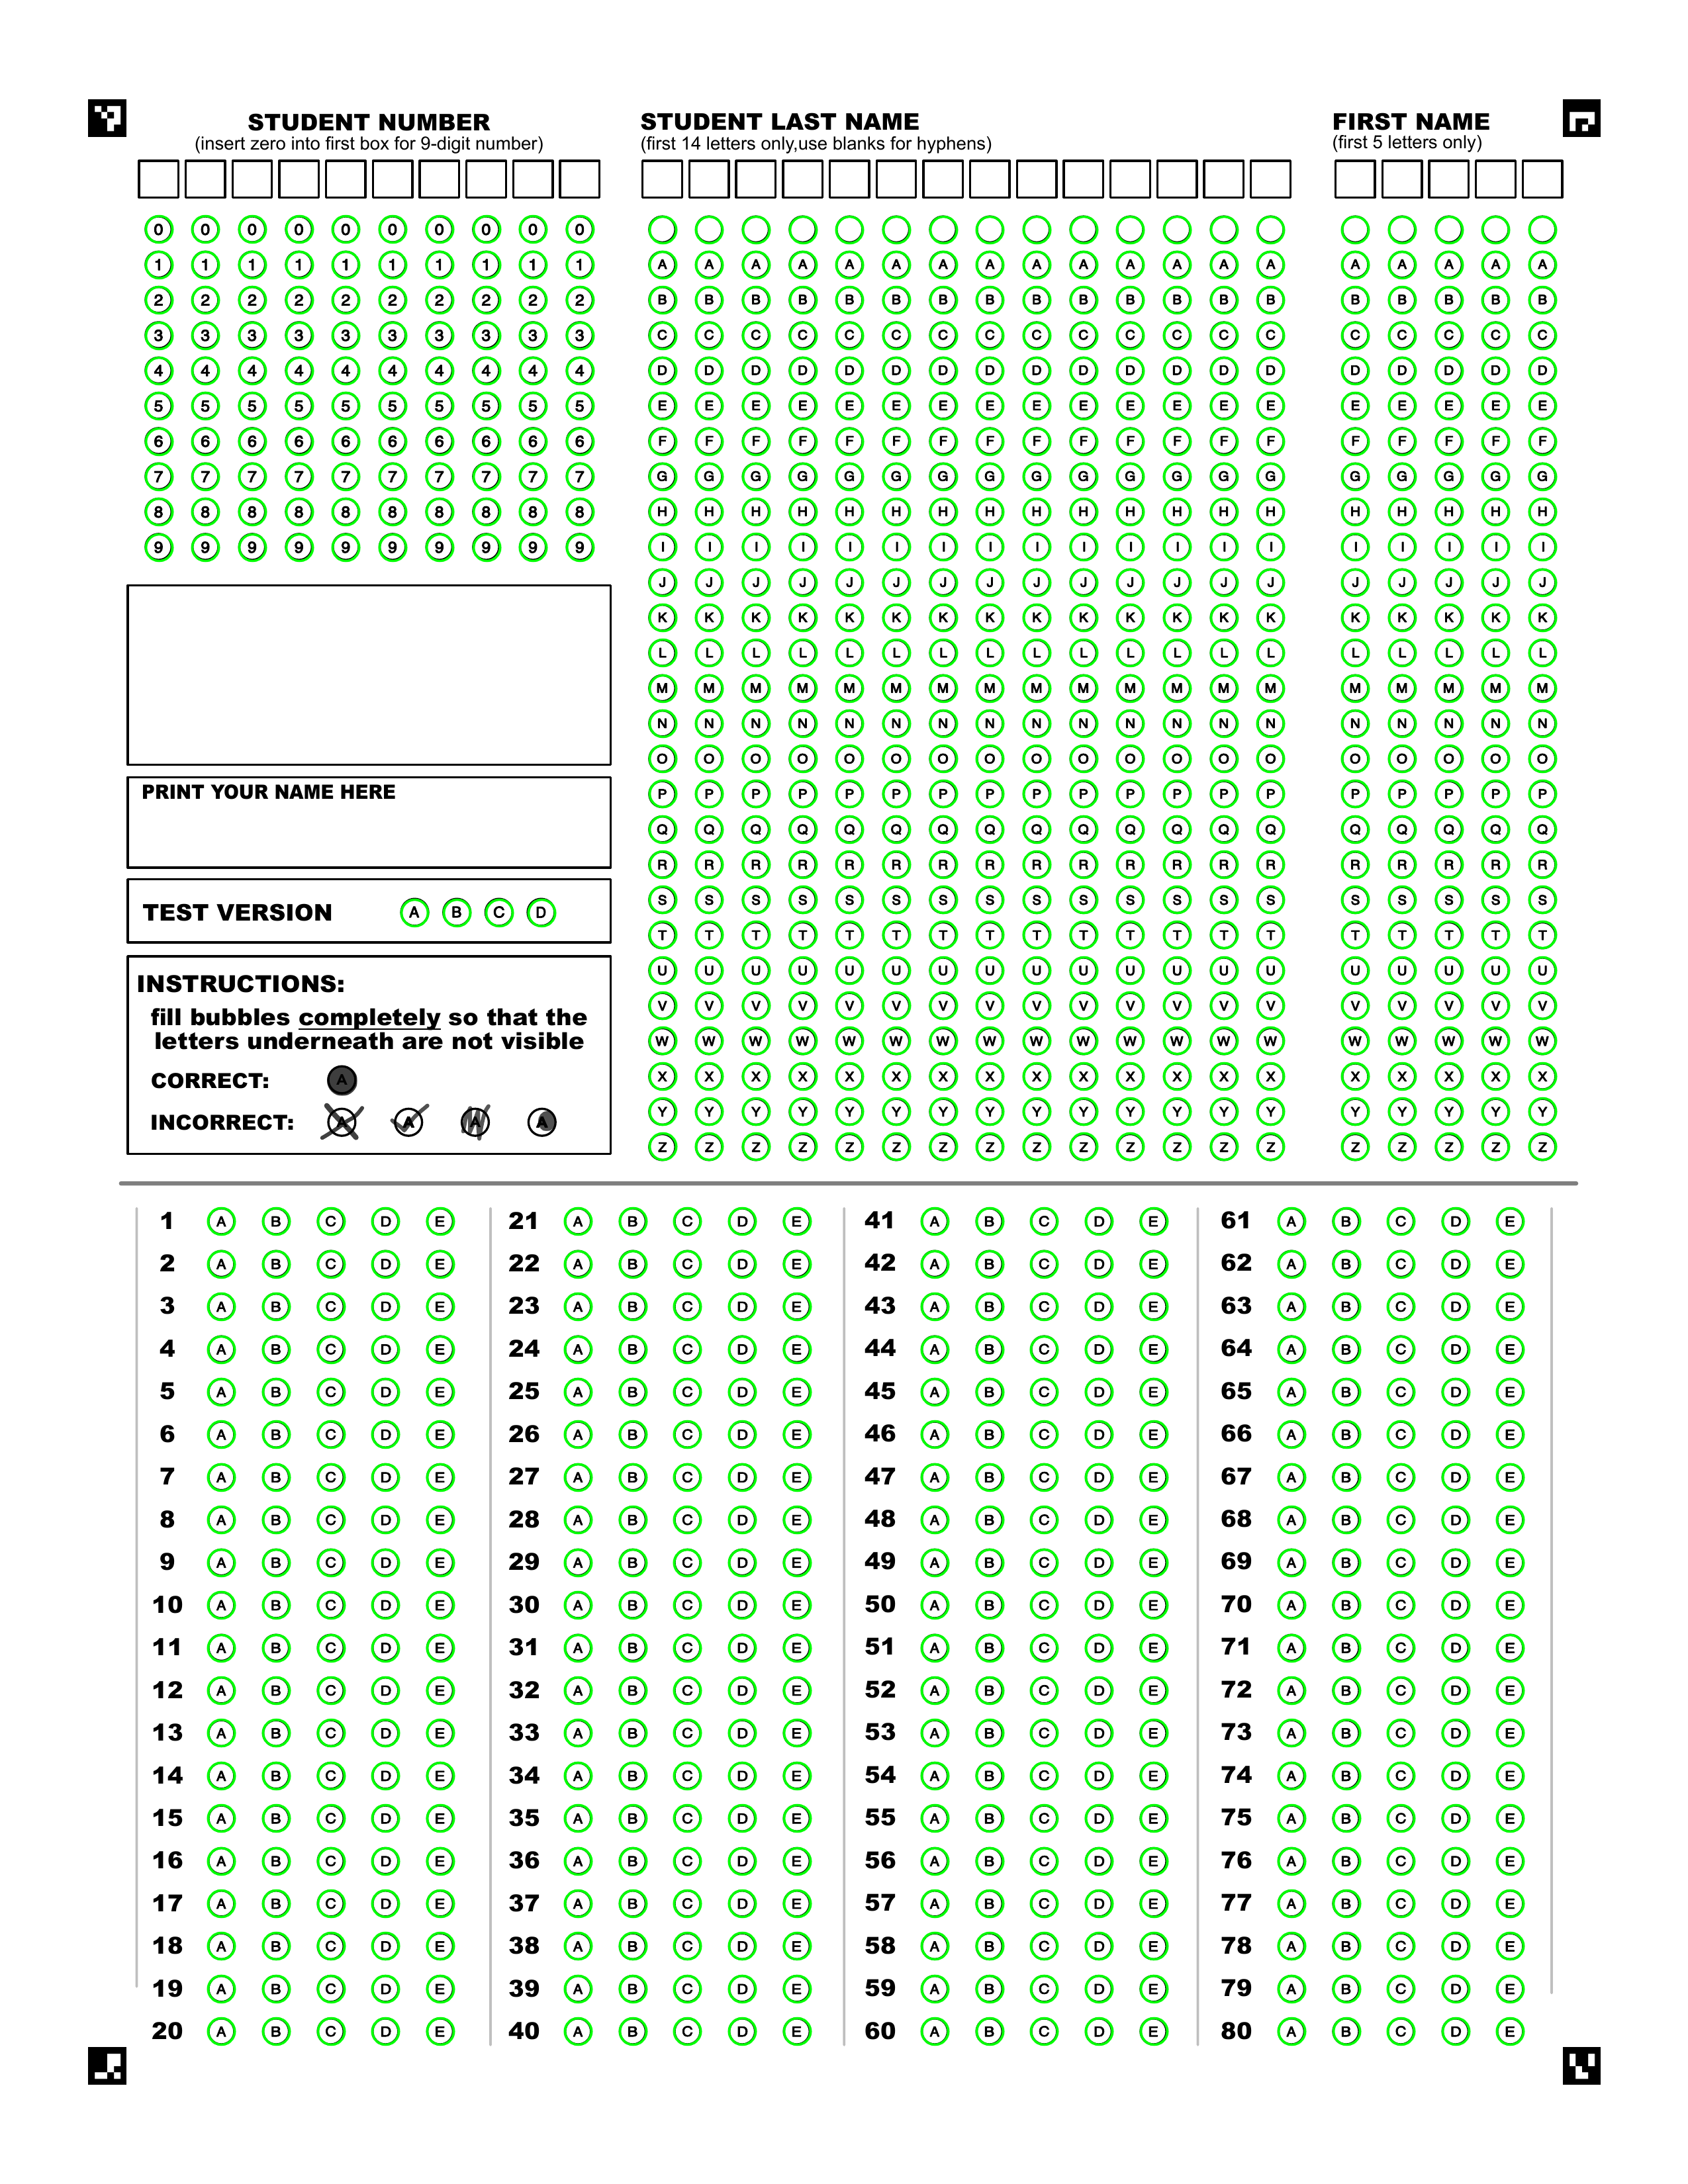 STUDENT NUMBER
(insert zero into first box for 9-digit number)
0 0 0 0 0 0 0 0 0 0
1 1 1 1 1 1 1 1 1 1
2 2 2 2 2 2 2 2 2 2
3 3 3 3 3 3 3 3 3 3
4 4 4 4 4 4 4 4 4 4
5 5 5 5 5 5 5 5 5 5
6 6 6 6 6 6 6 6 6 6
7 7 7 7 7 7 7 7 7 7
8 8 8 8 8 8 8 8 8 8
9 9 9 9 9 9 9 9 9 9
PRINT YOUR NAME HERE
TEST VERSION A B C D
INSTRUCTIONS:
fill bubbles completely so that the
letters underneath are not visible
CORRECT: A
INCORRECT: A A A A
STUDENT LAST NAME
(first 14 letters only,use blanks for hyphens)
A A A A A A A A A A A A A A
B B B B B B B B B B B B B B
C C C C C C C C C C C C C C
D D D D D D D D D D D D D D
E E E E E E E E E E E E E E
F F F F F F F F F F F F F F
G G G G G G G G G G G G G G
H H H H H H H H H H H H H H
I I I I I I I I I I I I I I
J J J J J J J J J J J J J J
K K K K K K K K K K K K K K
L L L L L L L L L L L L L L
M M M M M M M M M M M M M M
N N N N N N N N N N N N N N
O O O O O O O O O O O O O O
P P P P P P P P P P P P P P
Q Q Q Q Q Q Q Q Q Q Q Q Q Q
R R R R R R R R R R R R R R
S S S S S S S S S S S S S S
T T T T T T T T T T T T T T
U U U U U U U U U U U U U U
V V V V V V V V V V V V V V
W W W W W W W W W W W W W W
X X X X X X X X X X X X X X
Y Y Y Y Y Y Y Y Y Y Y Y Y Y
Z Z Z Z Z Z Z Z Z Z Z Z Z Z
FIRST NAME
(first 5 letters only)
A A A A A
B B B B B
C C C C C
D D D D D
E E E E E
F F F F F
G G G G G
H H H H H
I I I I I
J J J J J
K K K K K
L L L L L
M M M M M
N N N N N
O O O O O
P P P P P
Q Q Q Q Q
R R R R R
S S S S S
T T T T T
U U U U U
V V V V V
W W W W W
X X X X X
Y Y Y Y Y
Z Z Z Z Z
1 A B C D E
2 A B C D E
3 A B C D E
4 A B C D E
5 A B C D E
6 A B C D E
7 A B C D E
8 A B C D E
9 A B C D E
10 A B C D E
11 A B C D E
12 A B C D E
13 A B C D E
14 A B C D E
15 A B C D E
16 A B C D E
17 A B C D E
18 A B C D E
19 A B C D E
20 A B C D E
21 A B C D E
22 A B C D E
23 A B C D E
24 A B C D E
25 A B C D E
26 A B C D E
27 A B C D E
28 A B C D E
29 A B C D E
30 A B C D E
31 A B C D E
32 A B C D E
33 A B C D E
34 A B C D E
35 A B C D E
36 A B C D E
37 A B C D E
38 A B C D E
39 A B C D E
40 A B C D E
41 A B C D E
42 A B C D E
43 A B C D E
44 A B C D E
45 A B C D E
46 A B C D E
47 A B C D E
48 A B C D E
49 A B C D E
50 A B C D E
51 A B C D E
52 A B C D E
53 A B C D E
54 A B C D E
55 A B C D E
56 A B C D E
57 A B C D E
58 A B C D E
59 A B C D E
60 A B C D E
61 A B C D E
62 A B C D E
63 A B C D E
64 A B C D E
65 A B C D E
66 A B C D E
67 A B C D E
68 A B C D E
69 A B C D E
70 A B C D E
71 A B C D E
72 A B C D E
73 A B C D E
74 A B C D E
75 A B C D E
76 A B C D E
77 A B C D E
78 A B C D E
79 A B C D E
80 A B C D E